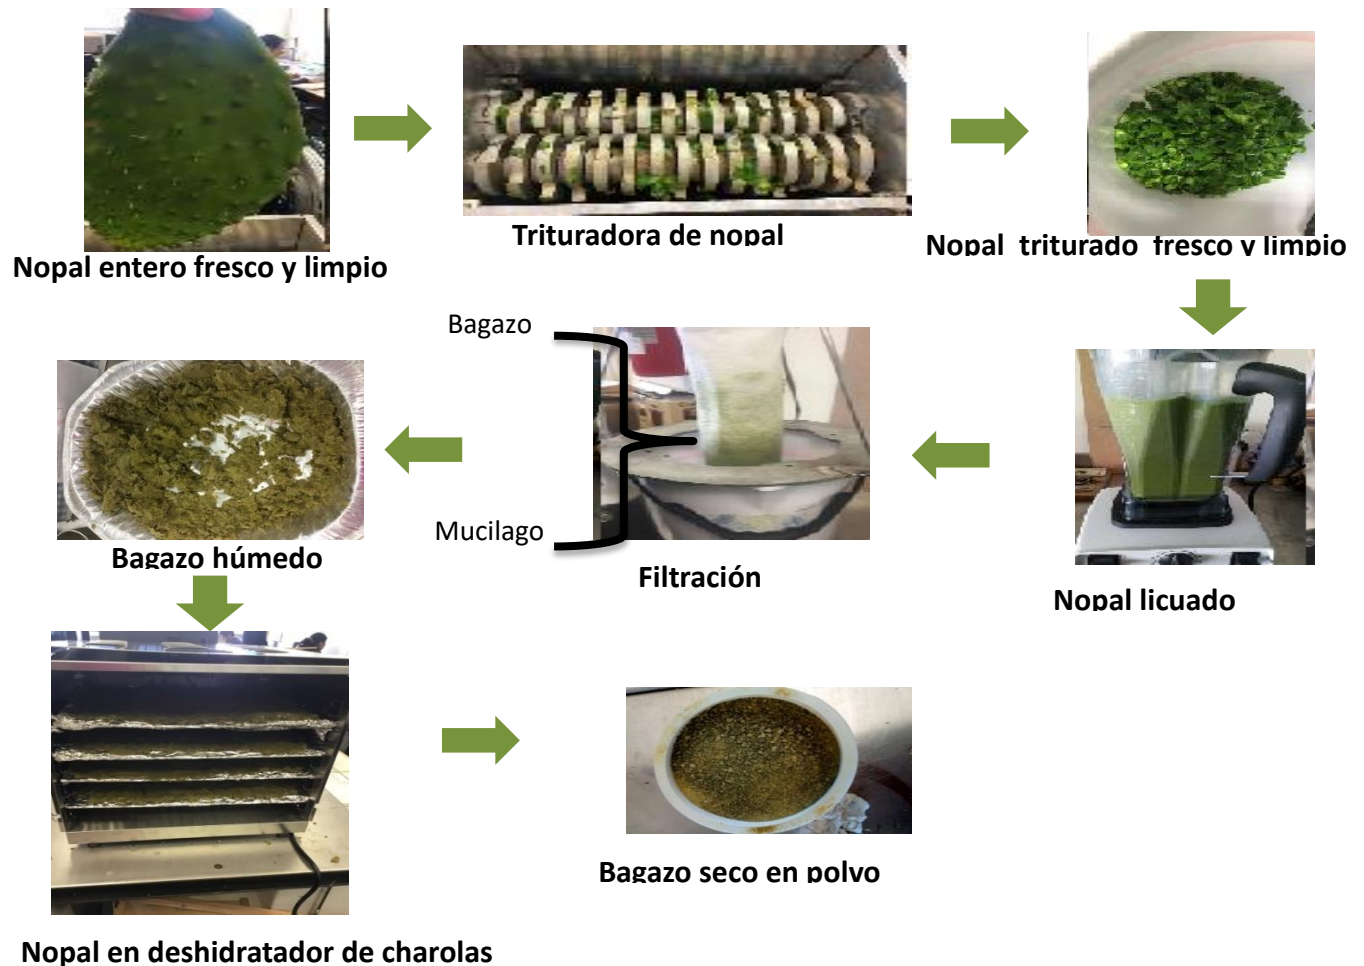 Nopal entero fresco y limpio
Trituradora de nopal
Nopal triturado fresco y limpio
Bagazo
Mucilago
Filtración
Nopal licuado
Bagazo húmedo
Nopal en deshidratador de charolas
Bagazo seco en polvo